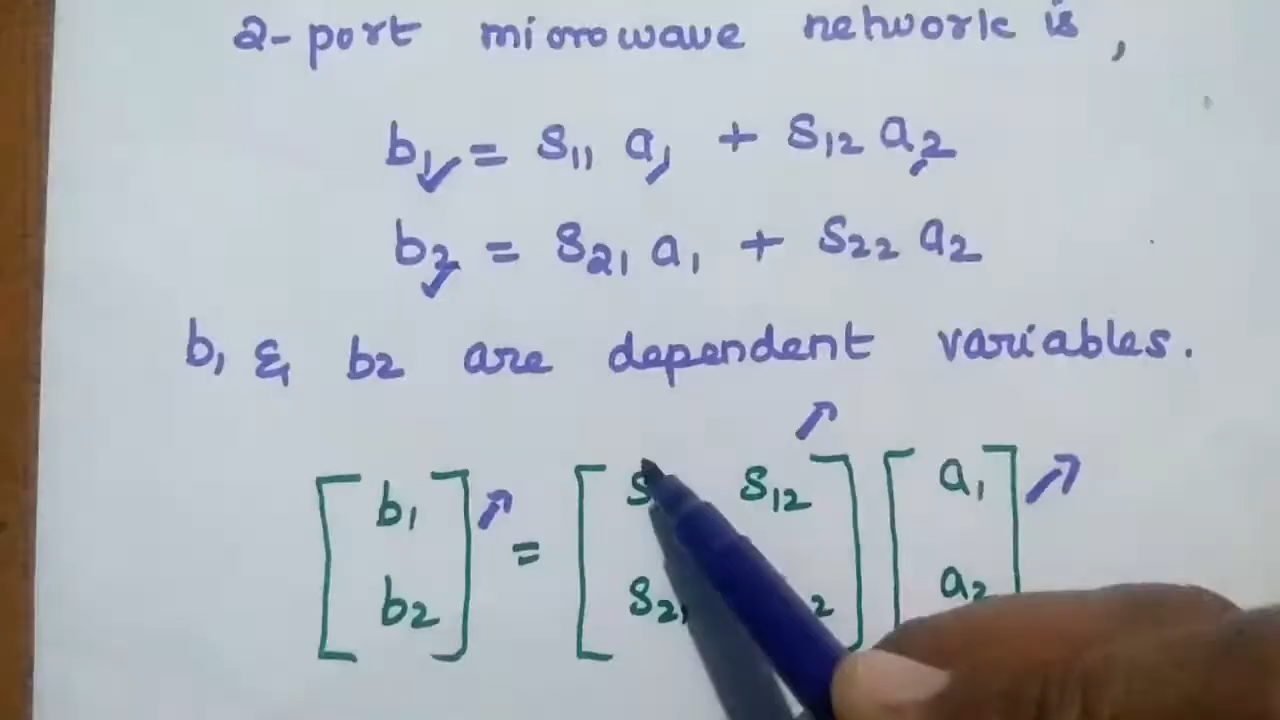 2-port microwave network is,
b1 = S11 a1 + S12 a2
b2 = S21 a1 + S22 a2
b1 & b2 are dependent variables.
[b1 b2] = [S S12 S21 2] [a1 a2]